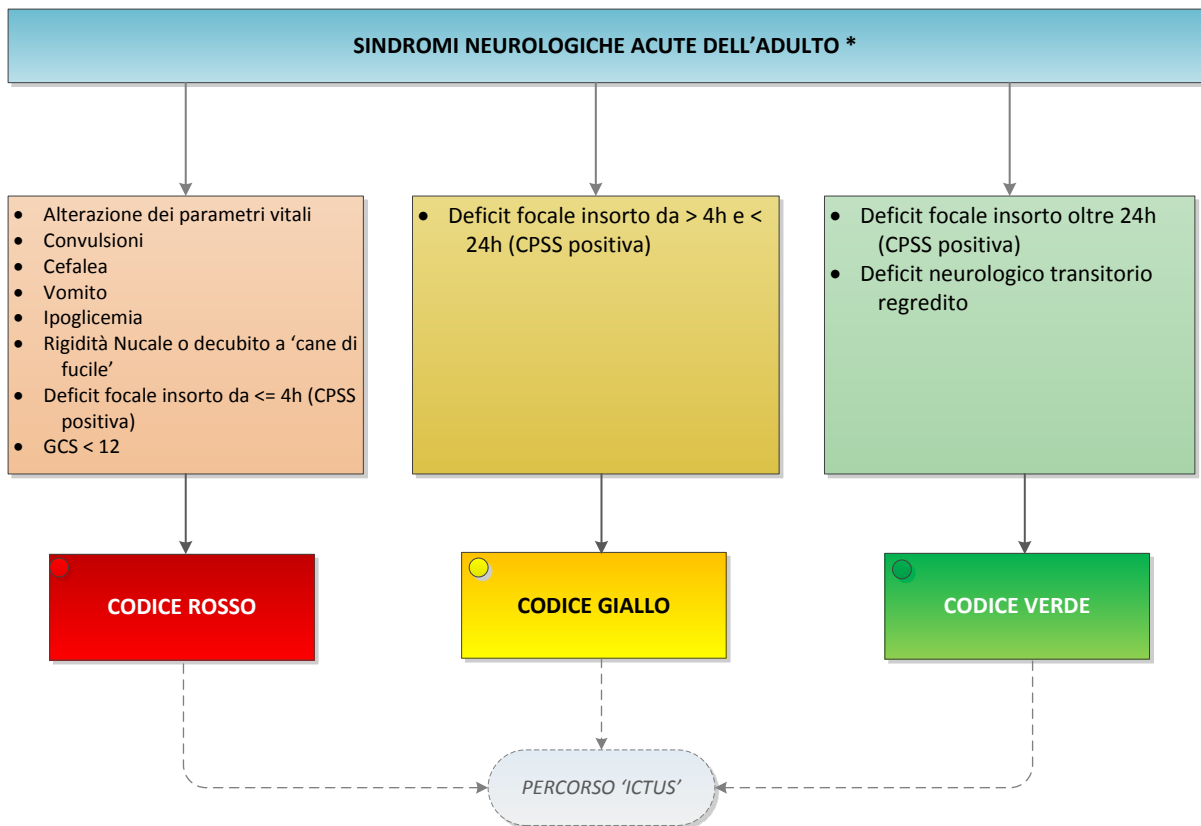 SINDROMI NEUROLOGICHE ACUTE DELL'ADULTO *
• Alterazione dei parametri vitali
• Convulsioni
• Cefalea
• Vomito
• Ipoglicemia
• Rigidità Nucale o decubito a 'cane di
fucile'
• Deficit focale insorto da <= 4h (CPSS
positiva)
• GCS < 12
• Deficit focale insorto da > 4h e <
24h (CPSS positiva)
• Deficit focale insorto oltre 24h
(CPSS positiva)
• Deficit neurologico transitorio
regredito
CODICE ROSSO
CODICE GIALLO
CODICE VERDE
PERCORSO 'ICTUS'